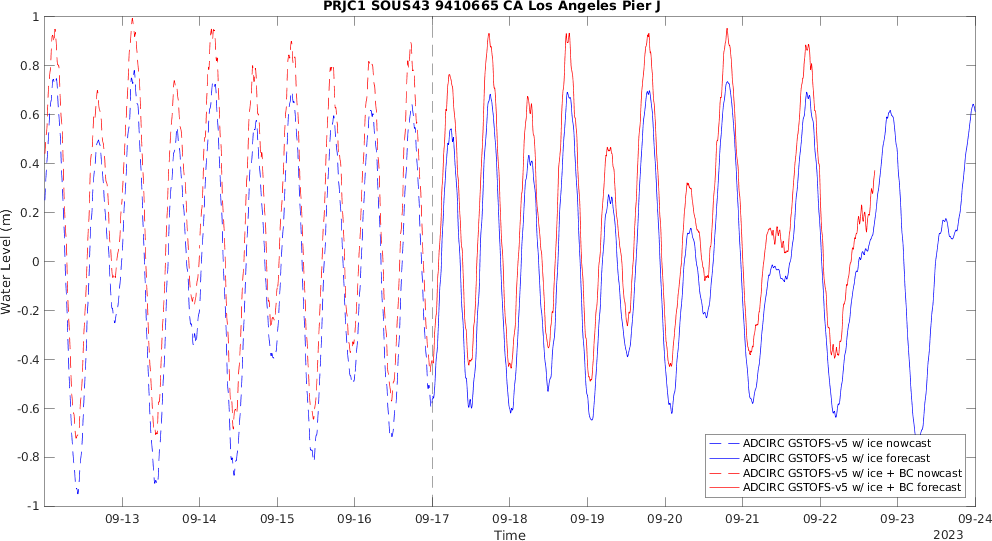 PRJC1 SOUS43 9410665 CA Los Angeles Pier J
1
0.8
0.6
0.4
0.2
0
-0.2
-0.4
-0.6
-0.8
-1
Water Level (m)
ADCIRC GSTOFS-v5 w/ ice nowcast
ADCIRC GSTOFS-v5 w/ ice forecast
ADCIRC GSTOFS-v5 w/ ice + BC nowcast
ADCIRC GSTOFS-v5 w/ ice + BC forecast
09-13 09-14 09-15 09-16 09-17 09-18 09-19 09-20 09-21 09-22 09-23 09-24
Time
2023